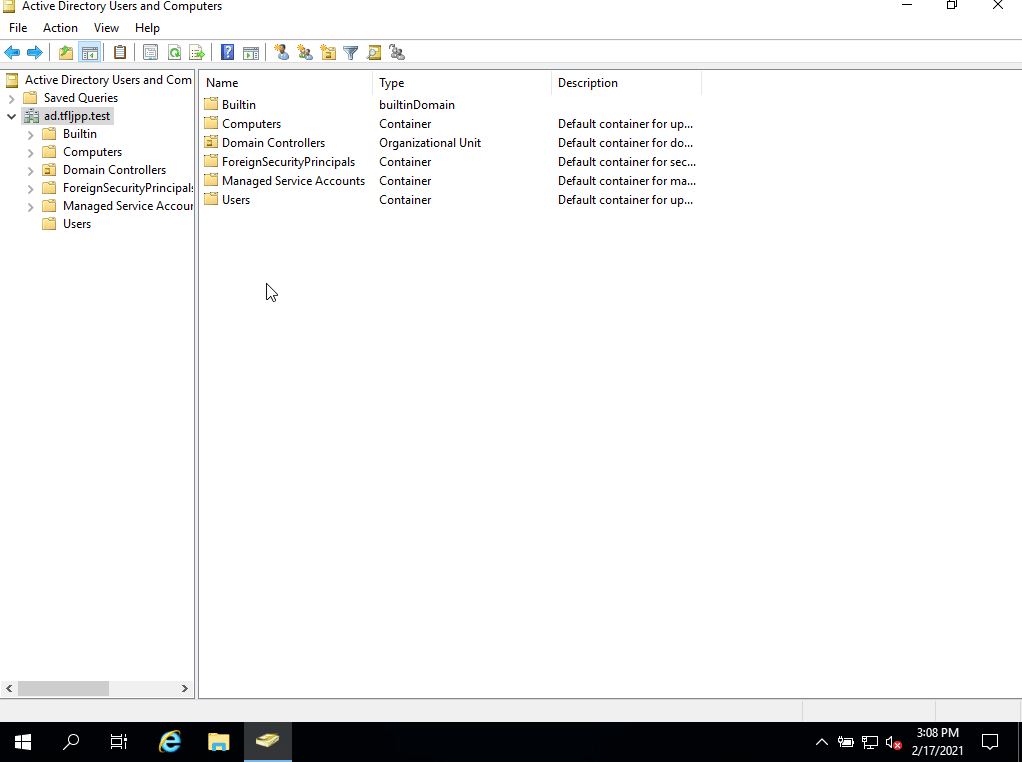 Active Directory Users and Computers
File Action View Help
Active Directory Users and Com
Saved Queries
ad.tfljpp.test
Builtin
Computers
Domain Controllers
ForeignSecurityPrincipals
Managed Service Accour
Users
Name Type Description
Builtin builtinDomain
Computers Container Default container for up...
Domain Controllers Organizational Unit Default container for do...
ForeignSecurityPrincipals Container Default container for sec...
Managed Service Accounts Container Default container for ma...
Users Container Default container for up...
3:08 PM
2/17/2021